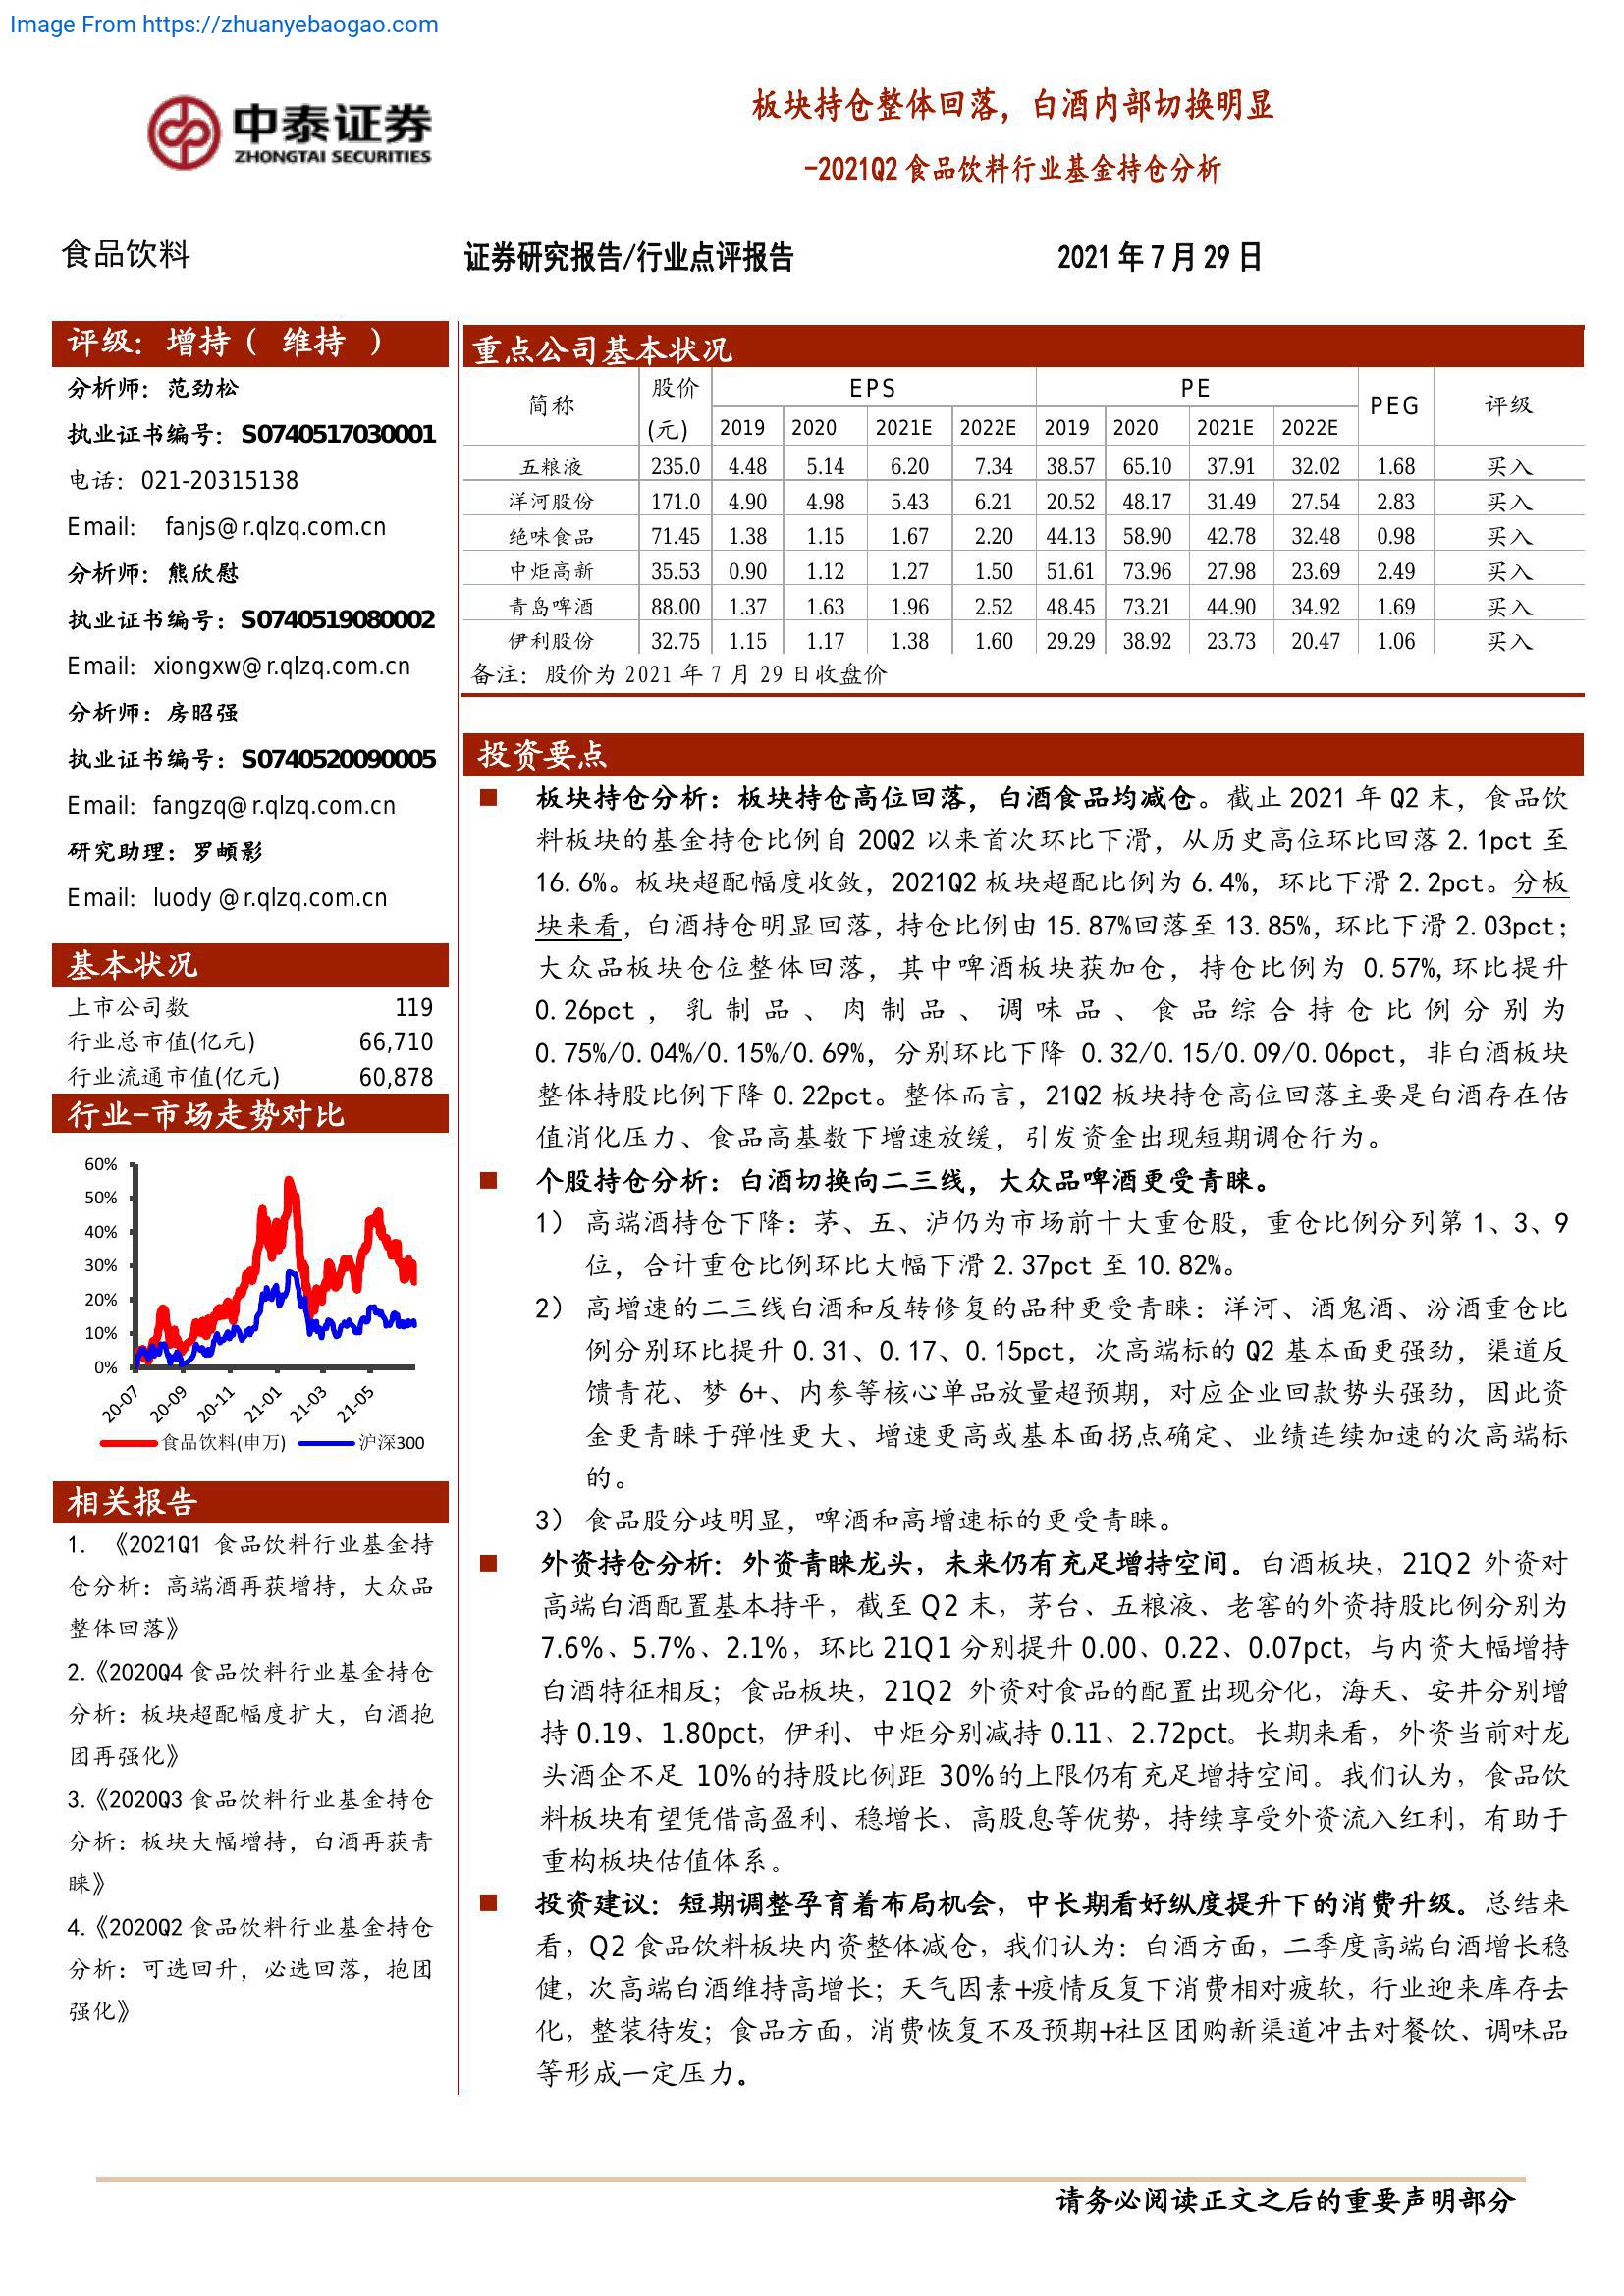 Image From https://zhuanyebaogao.com
中泰证券
ZHONGTAI SECURITIES
板块持仓整体回落，白酒内部切换明显
-2021Q2 食品饮料行业基金持仓分析
食品饮料
证券研究报告/行业点评报告
2021 年 7 月 29 日
评级：增持（ 维持 ）
分析师：范劲松
执业证书编号：S0740517030001
电话：021-20315138
Email： fanjs@r.qlzq.com.cn
分析师：熊欣慰
执业证书编号：S0740519080002
Email：xiongxw@r.qlzq.com.cn
分析师：房昭强
执业证书编号：S0740520090005
Email：fangzq@r.qlzq.com.cn
研究助理：罗頔影
Email：luody@r.qlzq.com.cn
基本状况
上市公司数 119
行业总市值(亿元) 66,710
行业流通市值(亿元) 60,878
行业-市场走势对比
60%
50%
40%
30%
20%
10%
0%
20-07 20-09 20-11 21-01 21-03 21-05
食品饮料(申万) 沪深300
相关报告
1. 《2021Q1 食品饮料行业基金持
仓分析：高端酒再获增持，大众品
整体回落》
2.《2020Q4 食品饮料行业基金持仓
分析：板块超配幅度扩大，白酒抱
团再强化》
3.《2020Q3 食品饮料行业基金持仓
分析：板块大幅增持，白酒再获青
睐》
4.《2020Q2 食品饮料行业基金持仓
分析：可选回升，必选回落，抱团
强化》
重点公司基本状况
简称 股价(元) EPS PE PEG 评级
2019 2020 2021E 2022E 2019 2020 2021E 2022E
五粮液 235.0 4.48 5.14 6.20 7.34 38.57 65.10 37.91 32.02 1.68 买入
洋河股份 171.0 4.90 4.98 5.43 6.21 20.52 48.17 31.49 27.54 2.83 买入
绝味食品 71.45 1.38 1.15 1.67 2.20 44.13 58.90 42.78 32.48 0.98 买入
中炬高新 35.53 0.90 1.12 1.27 1.50 51.61 73.96 27.98 23.69 2.49 买入
青岛啤酒 88.00 1.37 1.63 1.96 2.52 48.45 73.21 44.90 34.92 1.69 买入
伊利股份 32.75 1.15 1.17 1.38 1.60 29.29 38.92 23.73 20.47 1.06 买入
备注：股价为 2021 年 7 月 29 日收盘价
投资要点
■ 板块持仓分析：板块持仓高位回落，白酒食品均减仓。截止 2021 年 Q2 末，食品饮
料板块的基金持仓比例自 20Q2 以来首次环比下滑，从历史高位环比回落 2.1pct 至
16.6%。板块超配幅度收敛，2021Q2 板块超配比例为 6.4%，环比下滑 2.2pct。分板
块来看，白酒持仓明显回落，持仓比例由 15.87%回落至 13.85%，环比下滑 2.03pct；
大众品板块仓位整体回落，其中啤酒板块获加仓，持仓比例为 0.57%,环比提升
0.26pct，乳制品、肉制品、调味品、食品综合持仓比例分别为
0.75%/0.04%/0.15%/0.69%，分别环比下降 0.32/0.15/0.09/0.06pct，非白酒板块
整体持股比例下降 0.22pct。整体而言，21Q2 板块持仓高位回落主要是白酒存在估
值消化压力、食品高基数下增速放缓，引发资金出现短期调仓行为。
■ 个股持仓分析：白酒切换向二三线，大众品啤酒更受青睐。
1） 高端酒持仓下降：茅、五、泸仍为市场前十大重仓股，重仓比例分列第 1、3、9
位，合计重仓比例环比大幅下滑 2.37pct 至 10.82%。
2） 高增速的二三线白酒和反转修复的品种更受青睐：洋河、酒鬼酒、汾酒重仓比
例分别环比提升 0.31、0.17、0.15pct，次高端标的 Q2 基本面更强劲，渠道反
馈青花、梦 6+、内参等核心单品放量超预期，对应企业回款势头强劲，因此资
金更青睐于弹性更大、增速更高或基本面拐点确定、业绩连续加速的次高端标
的。
3） 食品股分歧明显，啤酒和高增速标的更受青睐。
■ 外资持仓分析：外资青睐龙头，未来仍有充足增持空间。白酒板块，21Q2 外资对
高端白酒配置基本持平，截至 Q2 末，茅台、五粮液、老窖的外资持股比例分别为
7.6%、5.7%、2.1%，环比 21Q1 分别提升 0.00、0.22、0.07pct，与内资大幅增持
白酒特征相反；食品板块，21Q2 外资对食品的配置出现分化，海天、安井分别增
持 0.19、1.80pct，伊利、中炬分别减持 0.11、2.72pct。长期来看，外资当前对龙
头酒企不足 10%的持股比例距 30%的上限仍有充足增持空间。我们认为，食品饮
料板块有望凭借高盈利、稳增长、高股息等优势，持续享受外资流入红利，有助于
重构板块估值体系。
■ 投资建议：短期调整孕育着布局机会，中长期看好纵度提升下的消费升级。总结来
看，Q2 食品饮料板块内资整体减仓，我们认为：白酒方面，二季度高端白酒增长稳
健，次高端白酒维持高增长；天气因素+疫情反复下消费相对疲软，行业迎来库存去
化，整装待发；食品方面，消费恢复不及预期+社区团购新渠道冲击对餐饮、调味品
等形成一定压力。
请务必阅读正文之后的重要声明部分